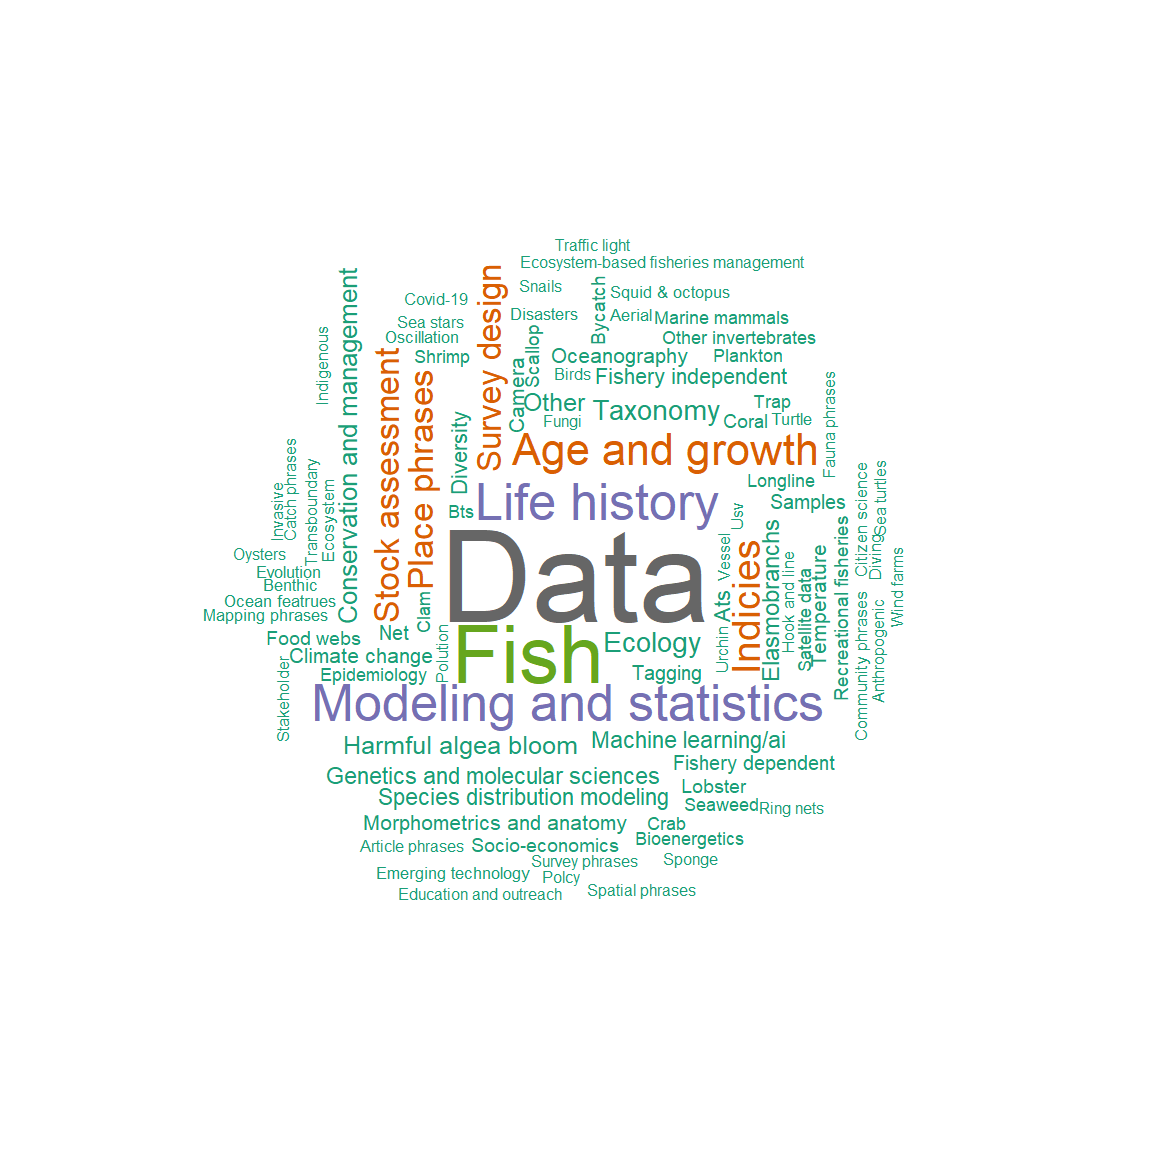 Traffic light
Ecosystem-based fisheries management
Snails
Squid & octopus
Covid-19
Bycatch
Disasters
Aerial
Marine mammals
Sea stars
Oscillation
Other invertebrates
Shrimp
Scallop
Oceanography
Plankton
Survey design
Camera
Birds
Fishery independent
Indigenous
Conservation and management
Stock assessment
Place phrases
Other
Taxonomy
Trap
Fungi
Coral
Turtle
Fauna phrases
Diversity
Age and growth
Catch phrases
Invasive
Transboundary
Ecosystem
Longline
Life history
Samples
Bts
Usv
Citizen science
Sea turtles
Data
Oysters
Evolution
Benthic
Ocean featrues
Mapping phrases
Clam
Vessel
Ats
Indicies
Elasmobranchs
Hook and line
Satellite data
Temperature
Recreational fisheries
Diving
Wind farms
Food webs
Net
Fish
Ecology
Urchin
Community phrases
Anthropogenic
Climate change
Polution
Epidemiology
Tagging
Stakeholder
Modeling and statistics
Harmful algea bloom
Machine learning/ai
Fishery dependent
Genetics and molecular sciences
Lobster
Species distribution modeling
Seaweed
Ring nets
Morphometrics and anatomy
Crab
Bioenergetics
Article phrases
Socio-economics
Survey phrases
Sponge
Emerging technology
Polcy
Education and outreach
Spatial phrases